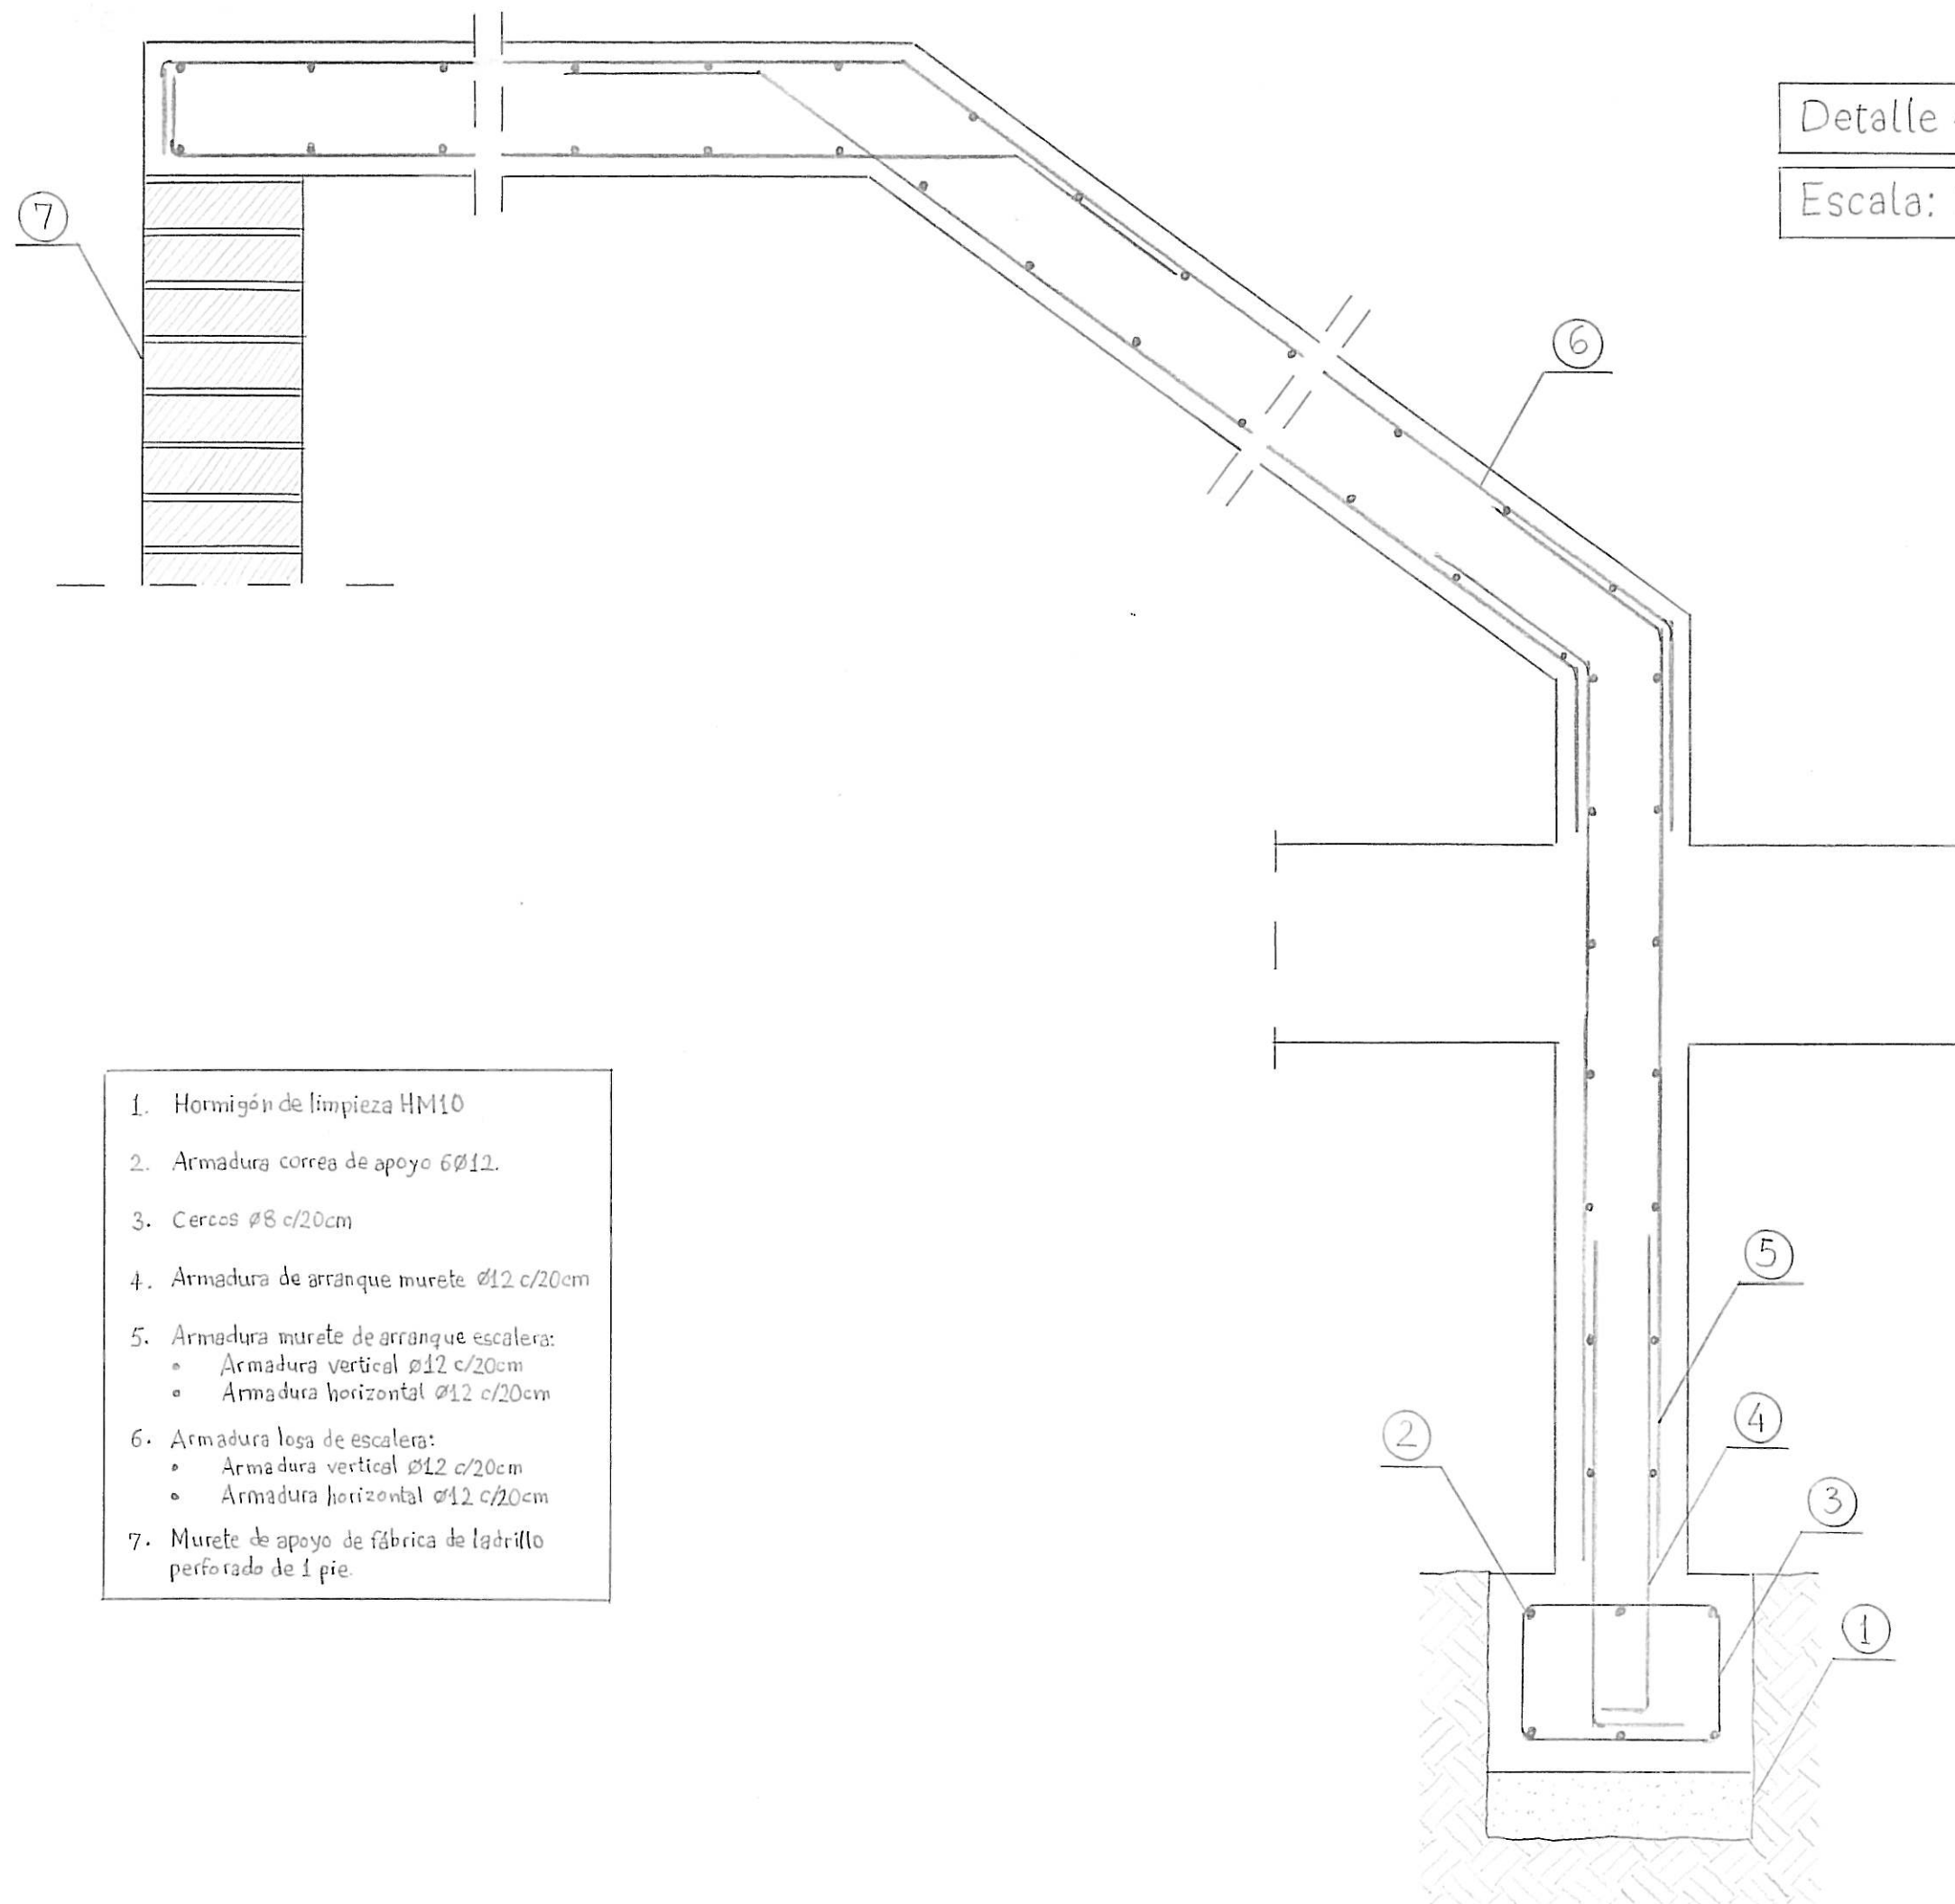 Detalle
Escala:
7
6
5
4
2
3
1
1. Hormigón de limpieza HM10
2. Armadura correa de apoyo 6Ø12.
3. Cercos Ø8 c/20cm
4. Armadura de arranque murete Ø12 c/20cm
5. Armadura murete de arranque escalera:
• Armadura vertical Ø12 c/20cm
• Armadura horizontal Ø12 c/20cm
6. Armadura losa de escalera:
• Armadura vertical Ø12 c/20cm
• Armadura horizontal Ø12 c/20cm
7. Murete de apoyo de fábrica de ladrillo
perforado de 1 pie.